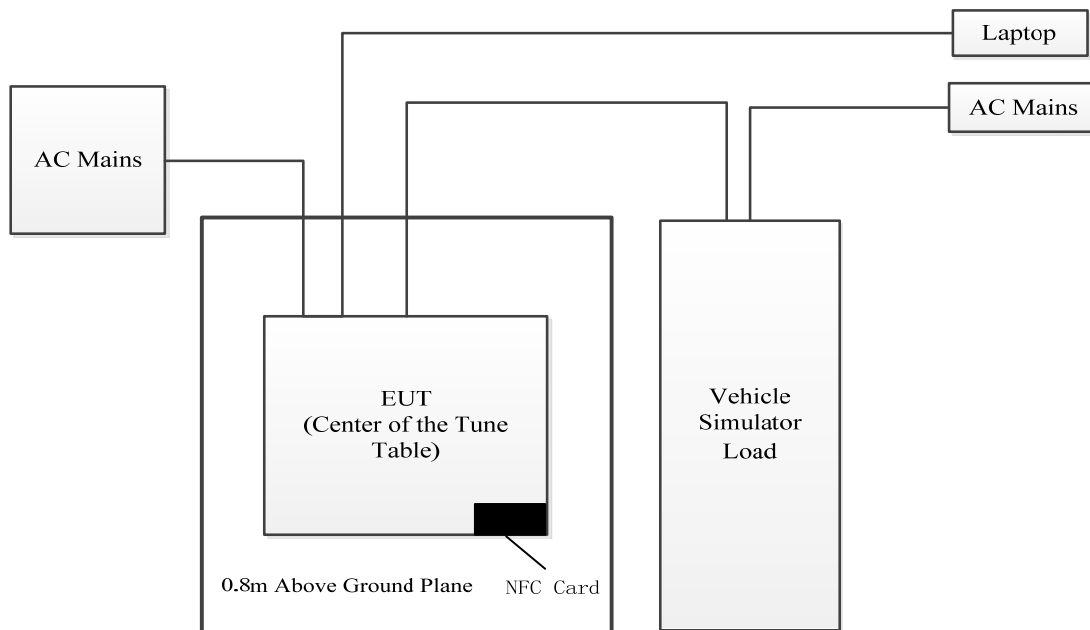 Laptop
AC Mains
AC Mains
EUT
(Center of the Tune
Table)
Vehicle
Simulator
Load
0.8m Above Ground Plane
NFC Card